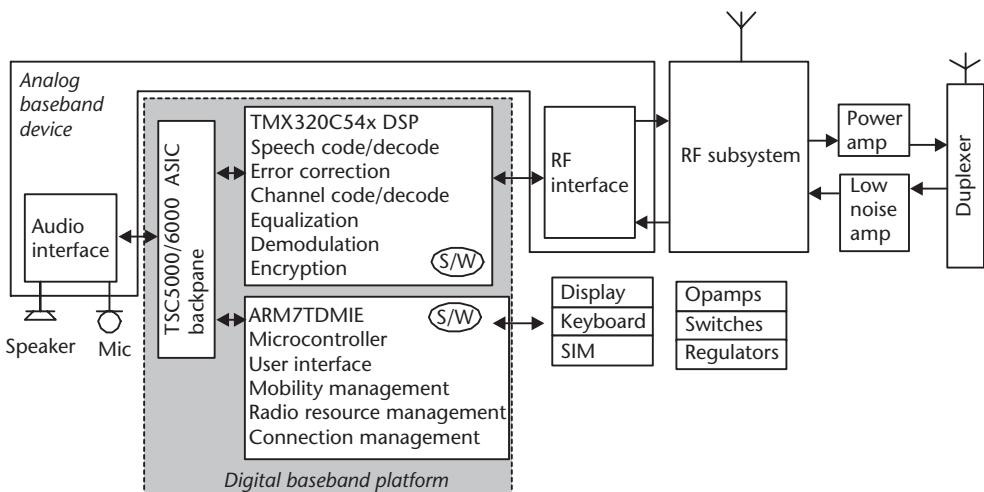 Analog
baseband
device
Audio
interface
Speaker
Mic
TSC5000/6000 ASIC
backpane
TMX320C54x DSP
Speech code/decode
Error correction
Channel code/decode
Equalization
Demodulation
Encryption
S/W
ARM7TDMIE
S/W
Microcontroller
User interface
Mobility management
Radio resource management
Connection management
Digital baseband platform
RF
interface
RF subsystem
Power
amp
Low
noise
amp
Duplexer
Display
Keyboard
SIM
Opamps
Switches
Regulators